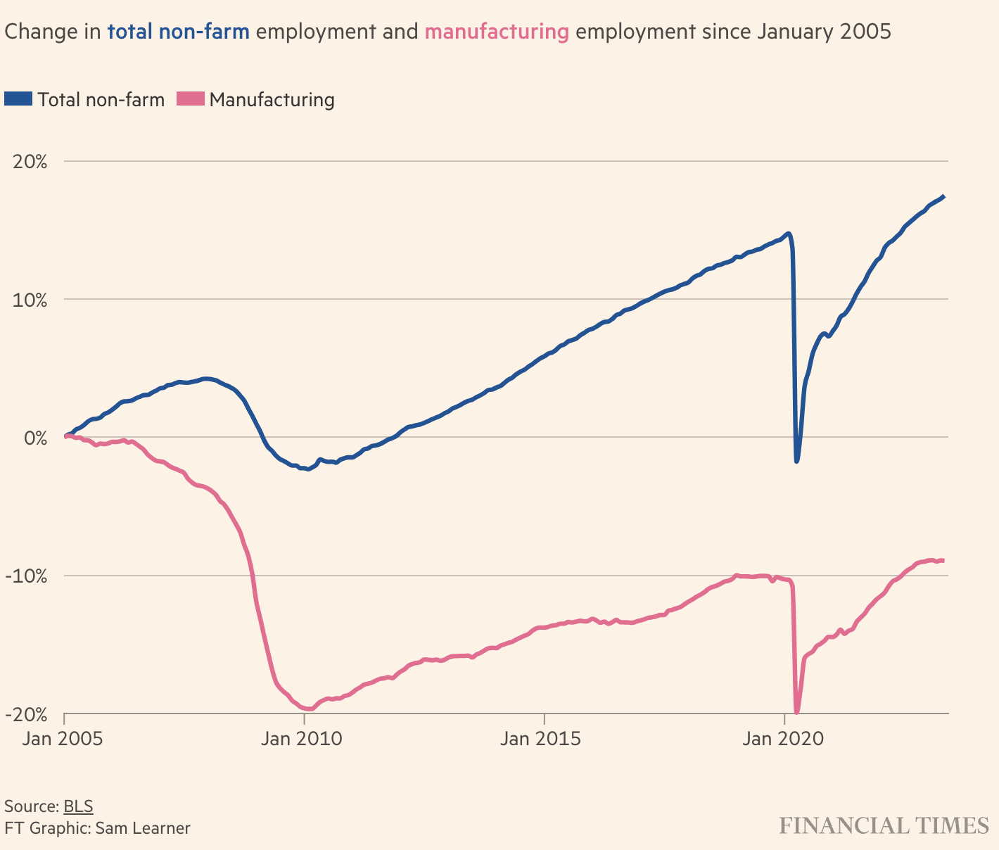 Change in total non-farm employment and manufacturing employment since January 2005
Total non-farm Manufacturing
20%
10%
0%
-10%
-20%
Jan 2005 Jan 2010 Jan 2015 Jan 2020
Source: BLS
FT Graphic: Sam Learner
FINANCIAL TIMES